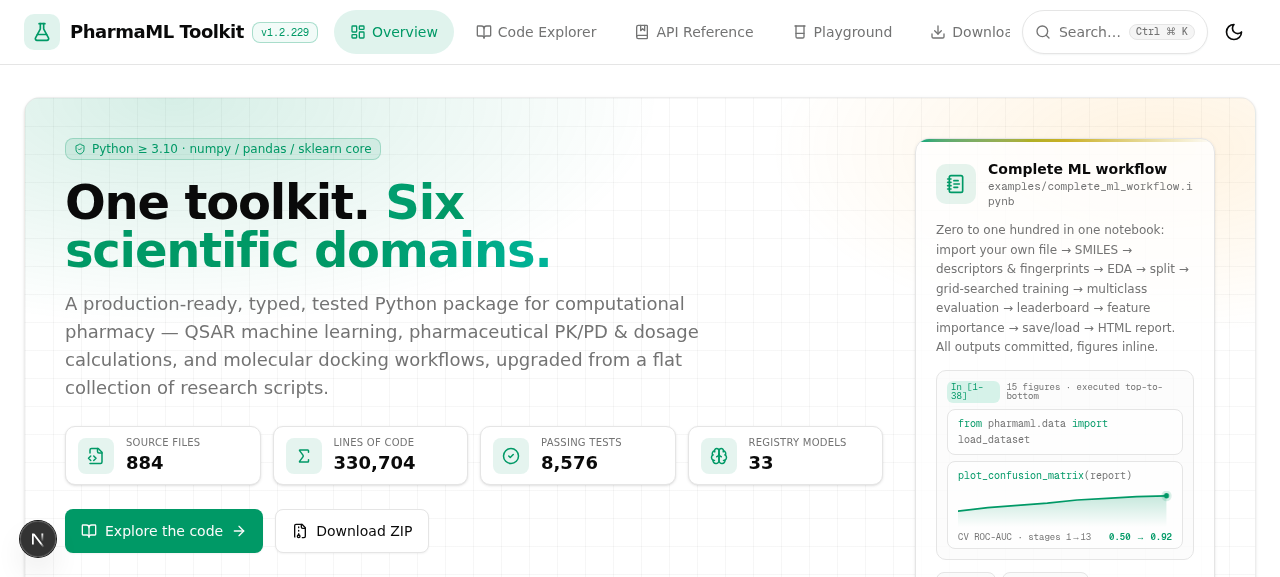 PharmaML Toolkit v1.2.229 Overview Code Explorer API Reference Playground Downloa Search... Ctrl ⌘ K
Python ≥ 3.10 · numpy / pandas / sklearn core
One toolkit. Six
scientific domains.
A production-ready, typed, tested Python package for computational
pharmacy — QSAR machine learning, pharmaceutical PK/PD & dosage
calculations, and molecular docking workflows, upgraded from a flat
collection of research scripts.
SOURCE FILES
884
LINES OF CODE
330,704
PASSING TESTS
8,576
REGISTRY MODELS
33
Explore the code →
Download ZIP
Complete ML workflow
examples/complete_ml_workflow.i
pynb
Zero to one hundred in one notebook:
import your own file → SMILES →
descriptors & fingerprints → EDA → split →
grid-searched training → multiclass
evaluation → leaderboard → feature
importance → save/load → HTML report.
All outputs committed, figures inline.
In [1-
38]
15 figures · executed top-to-
bottom
from pharmaml.data import
load_dataset
plot_confusion_matrix(report)
CV ROC-AUC · stages 1→13 0.50 → 0.92
N